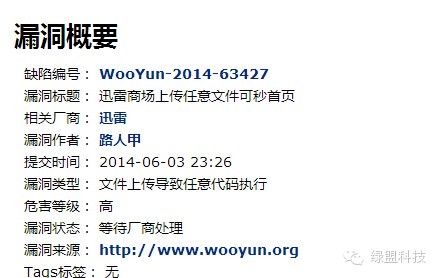 漏洞概要
缺陷编号： WooYun-2014-63427
漏洞标题： 迅雷商场上传任意文件可秒首页
相关厂商： 迅雷
漏洞作者： 路人甲
提交时间： 2014-06-03 23:26
漏洞类型： 文件上传导致任意代码执行
危害等级： 高
漏洞状态： 等待厂商处理
漏洞来源： http://www.wooyun.org
Tags标签： 无
绿盟科技